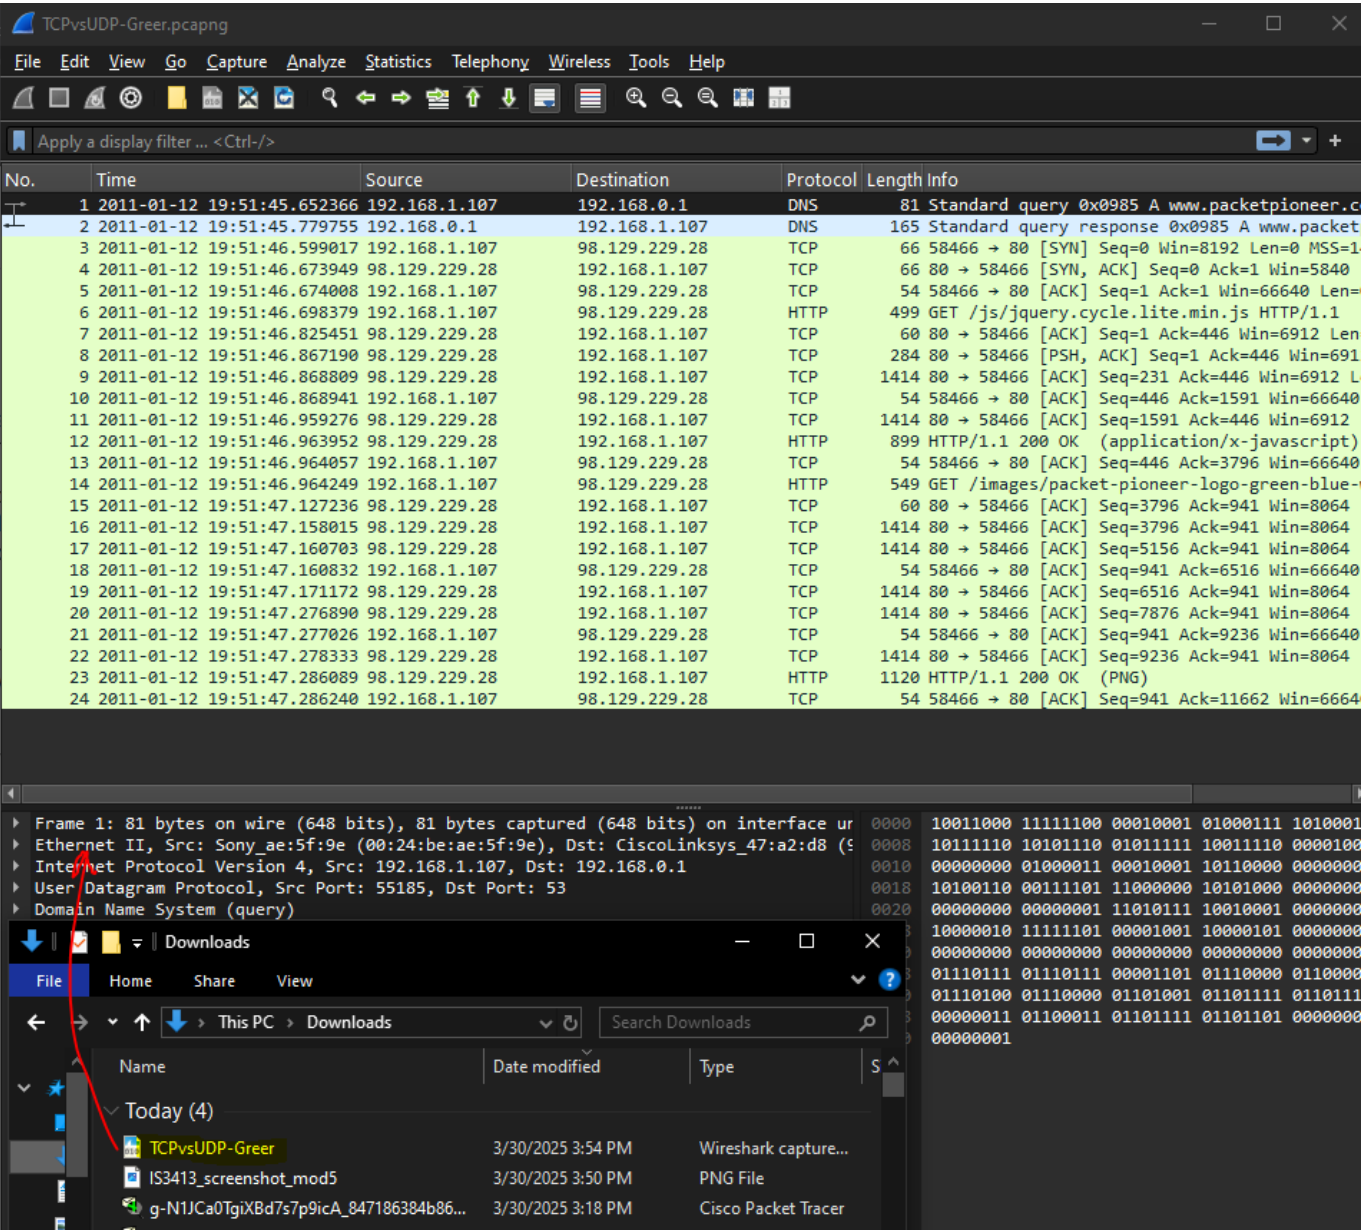 TCPvsUDP-Greer.pcapng
File Edit View Go Capture Analyze Statistics Telephony Wireless Tools Help
Apply a display filter ... <Ctrl-/>
No. Time Source Destination Protocol Length Info
1 2011-01-12 19:51:45.652366 192.168.1.107 192.168.0.1 DNS 81 Standard query 0x0985 A www.packetpioneer.c
2 2011-01-12 19:51:45.779755 192.168.0.1 192.168.1.107 DNS 165 Standard query response 0x0985 A www.packet
3 2011-01-12 19:51:46.599017 192.168.1.107 98.129.229.28 TCP 66 58466 → 80 [SYN] Seq=0 Win=8192 Len=0 MSS=1
4 2011-01-12 19:51:46.673949 98.129.229.28 192.168.1.107 TCP 66 80 → 58466 [SYN, ACK] Seq=0 Ack=1 Win=5840
5 2011-01-12 19:51:46.674008 192.168.1.107 98.129.229.28 TCP 54 58466 → 80 [ACK] Seq=1 Ack=1 Win=66640 Len=
6 2011-01-12 19:51:46.698379 192.168.1.107 98.129.229.28 HTTP 499 GET /js/jquery.cycle.lite.min.js HTTP/1.1
7 2011-01-12 19:51:46.825451 98.129.229.28 192.168.1.107 TCP 60 80 → 58466 [ACK] Seq=1 Ack=446 Win=6912 Len
8 2011-01-12 19:51:46.867190 98.129.229.28 192.168.1.107 TCP 284 80 → 58466 [PSH, ACK] Seq=1 Ack=446 Win=691
9 2011-01-12 19:51:46.868809 98.129.229.28 192.168.1.107 TCP 1414 80 → 58466 [ACK] Seq=231 Ack=446 Win=6912 L
10 2011-01-12 19:51:46.868941 192.168.1.107 98.129.229.28 TCP 54 58466 → 80 [ACK] Seq=446 Ack=1591 Win=66640
11 2011-01-12 19:51:46.959276 98.129.229.28 192.168.1.107 TCP 1414 80 → 58466 [ACK] Seq=1591 Ack=446 Win=6912
12 2011-01-12 19:51:46.963952 98.129.229.28 192.168.1.107 HTTP 899 HTTP/1.1 200 OK (application/x-javascript)
13 2011-01-12 19:51:46.964057 192.168.1.107 98.129.229.28 TCP 54 58466 → 80 [ACK] Seq=446 Ack=3796 Win=66640
14 2011-01-12 19:51:46.964249 192.168.1.107 98.129.229.28 HTTP 549 GET /images/packet-pioneer-logo-green-blue-
15 2011-01-12 19:51:47.127236 98.129.229.28 192.168.1.107 TCP 60 80 → 58466 [ACK] Seq=3796 Ack=941 Win=8064
16 2011-01-12 19:51:47.158015 98.129.229.28 192.168.1.107 TCP 1414 80 → 58466 [ACK] Seq=3796 Ack=941 Win=8064
17 2011-01-12 19:51:47.160703 98.129.229.28 192.168.1.107 TCP 1414 80 → 58466 [ACK] Seq=5156 Ack=941 Win=8064
18 2011-01-12 19:51:47.160832 192.168.1.107 98.129.229.28 TCP 54 58466 → 80 [ACK] Seq=941 Ack=6516 Win=66640
19 2011-01-12 19:51:47.171172 98.129.229.28 192.168.1.107 TCP 1414 80 → 58466 [ACK] Seq=6516 Ack=941 Win=8064
20 2011-01-12 19:51:47.276890 98.129.229.28 192.168.1.107 TCP 1414 80 → 58466 [ACK] Seq=7876 Ack=941 Win=8064
21 2011-01-12 19:51:47.277026 192.168.1.107 98.129.229.28 TCP 54 58466 → 80 [ACK] Seq=941 Ack=9236 Win=66640
22 2011-01-12 19:51:47.278333 98.129.229.28 192.168.1.107 TCP 1414 80 → 58466 [ACK] Seq=9236 Ack=941 Win=8064
23 2011-01-12 19:51:47.286089 98.129.229.28 192.168.1.107 HTTP 1120 HTTP/1.1 200 OK (PNG)
24 2011-01-12 19:51:47.286240 192.168.1.107 98.129.229.28 TCP 54 58466 → 80 [ACK] Seq=941 Ack=11662 Win=6664
Frame 1: 81 bytes on wire (648 bits), 81 bytes captured (648 bits) on interface ur
Ethernet II, Src: Sony_ae:5f:9e (00:24:be:ae:5f:9e), Dst: CiscoLinksys_47:a2:d8 (9
Internet Protocol Version 4, Src: 192.168.1.107, Dst: 192.168.0.1
User Datagram Protocol, Src Port: 55185, Dst Port: 53
Domain Name System (query)
0000 10011000 11111100 00010001 01000111 1010001
0008 10111110 10101110 01011111 10011110 0000100
0010 00000000 01000011 00010001 10110000 0000000
0018 10100110 00111101 11000000 10101000 0000000
0020 00000000 00000001 11010111 10010001 0000000
10000010 11111101 00001001 10000101 0000000
00000000 00000000 00000000 00000000 0000000
01110111 01110111 00001101 01110000 0110000
01110100 01110000 01101001 01101111 0110111
00000011 01100011 01101111 01101101 0000000
00000001
Downloads
File Home Share View
This PC > Downloads Search Downloads
Name Date modified Type S
Today (4)
TCPvsUDP-Greer 3/30/2025 3:54 PM Wireshark capture...
IS3413_screenshot_mod5 3/30/2025 3:50 PM PNG File
g-N1JCa0TgiXBd7s7p9icA_847186384b86... 3/30/2025 3:18 PM Cisco Packet Tracer